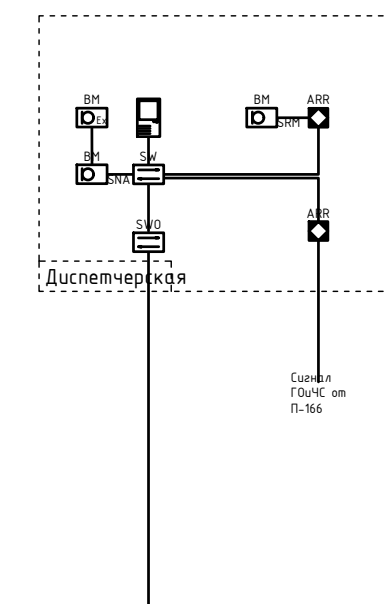 BM
BM
ARR
Ex
SRM
BM
SW
SNA
ARR
SWO
Диспетчерская
Сигнал
ГОиЧС от
П-166